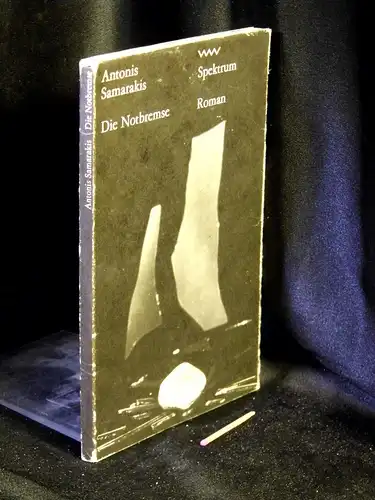 Antonis
Samarakis
Die Notbremse
Spektrum
Roman
Antonis Samarakis / Die Notbremse